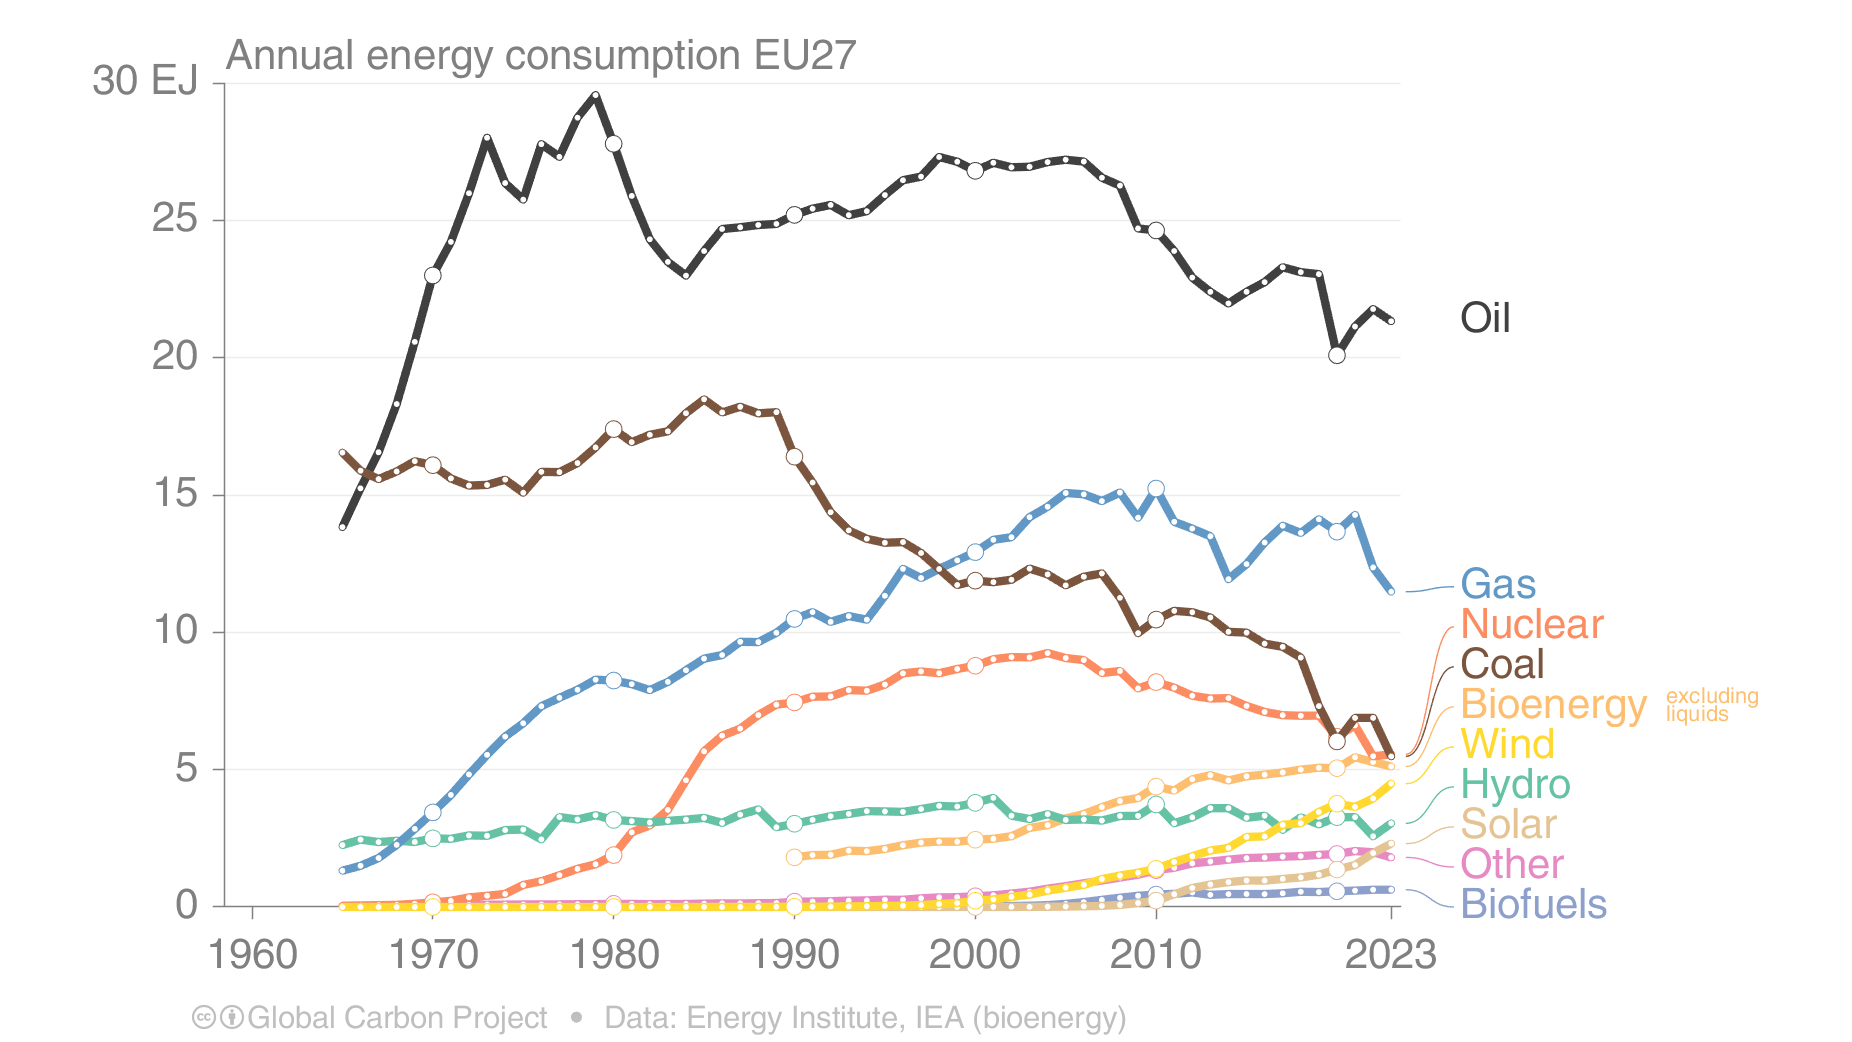 Annual energy consumption EU27
30 EJ
25
20
15
10
5
0
1960 1970 1980 1990 2000 2010 2023
Oil
Gas
Nuclear
Coal
Bioenergy excluding
liquids
Wind
Hydro
Solar
Other
Biofuels
cc Global Carbon Project • Data: Energy Institute, IEA (bioenergy)